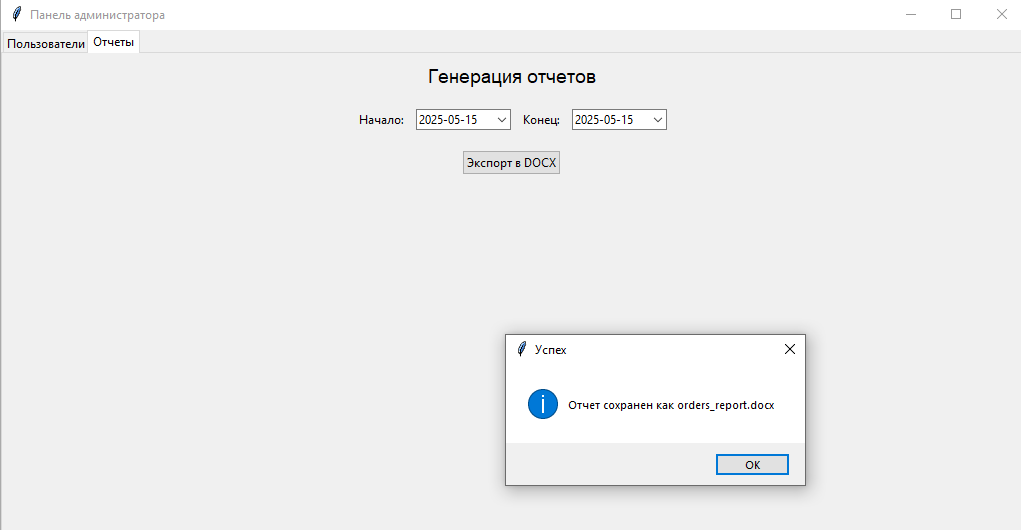 Панель администратора
Пользователи Отчеты
Генерация отчетов
Начало: 2025-05-15 Конец: 2025-05-15
Экспорт в DOCX
Успех
Отчет сохранен как orders_report.docx
OK